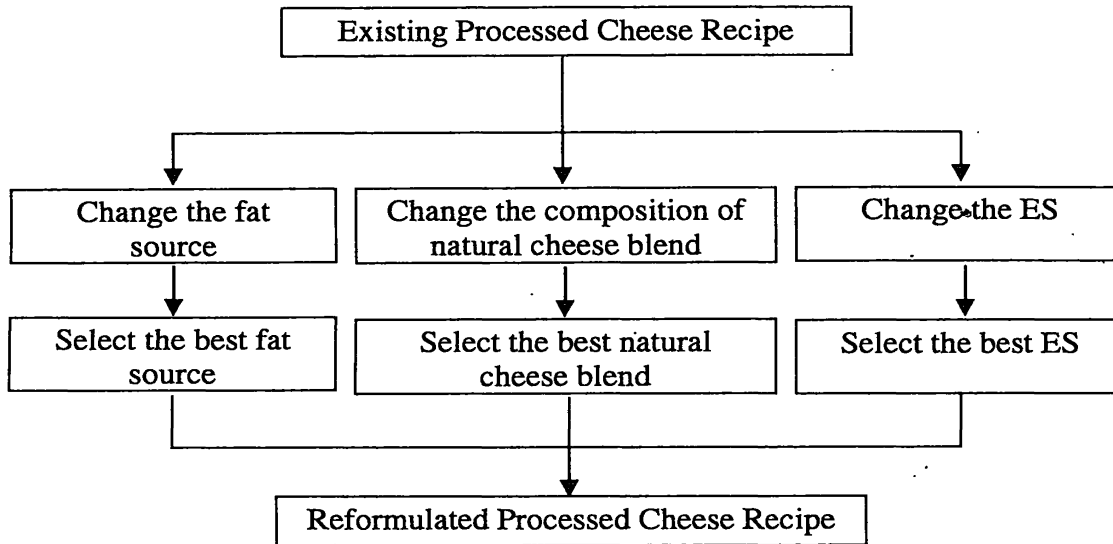 Existing Processed Cheese Recipe
Change the fat
source
Change the composition of
natural cheese blend
Change the ES
Select the best fat
source
Select the best natural
cheese blend
Select the best ES
Reformulated Processed Cheese Recipe